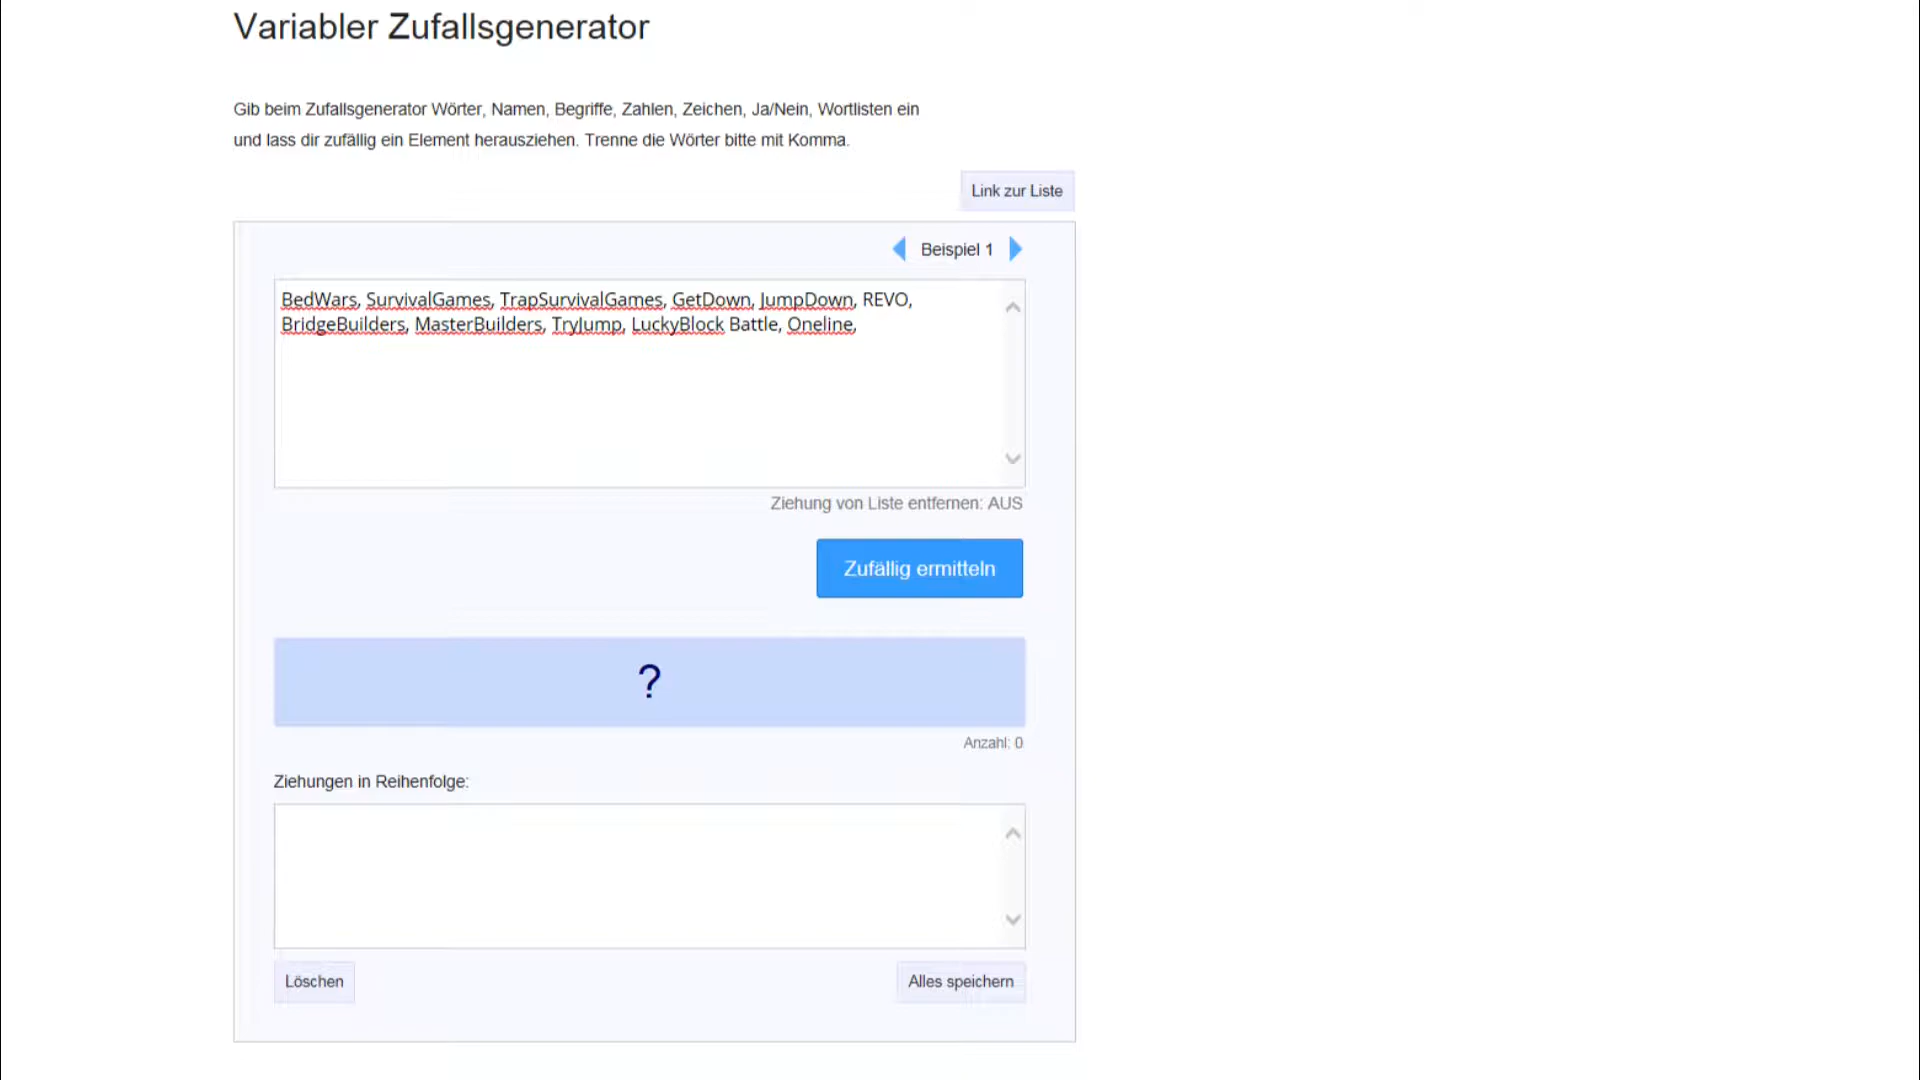 Variabler Zufallsgenerator
Gib beim Zufallsgenerator Wörter, Namen, Begriffe, Zahlen, Zeichen, Ja/Nein, Wortlisten ein
und lass dir zufällig ein Element herausziehen. Trenne die Wörter bitte mit Komma.
Link zur Liste
Beispiel 1
BedWars, SurvivalGames, TrapSurvivalGames, GetDown, JumpDown, REVO,
BridgeBuilders, MasterBuilders, TryJump, LuckyBlock Battle, Oneline,
Ziehung von Liste entfernen: AUS
Zufällig ermitteln
?
Anzahl: 0
Ziehungen in Reihenfolge:
Löschen
Alles speichern